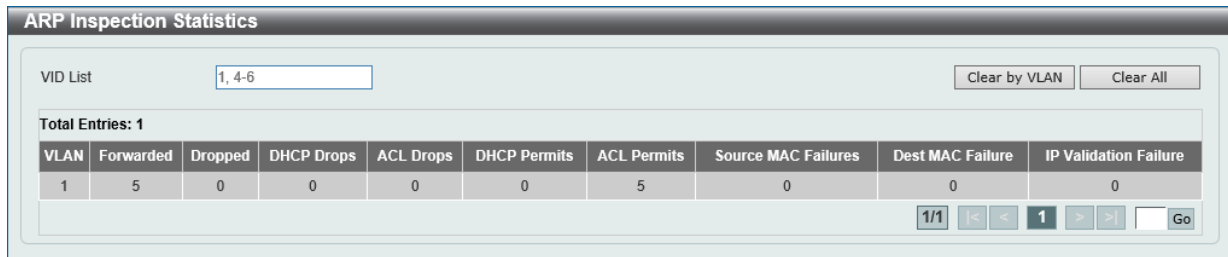 ARP Inspection Statistics
VID List 1, 4-6 Clear by VLAN Clear All
Total Entries: 1
VLAN Forwarded Dropped DHCP Drops ACL Drops DHCP Permits ACL Permits Source MAC Failures Dest MAC Failure IP Validation Failure
1 5 0 0 0 0 5 0 0 0
1/1 |< < 1 > >| Go